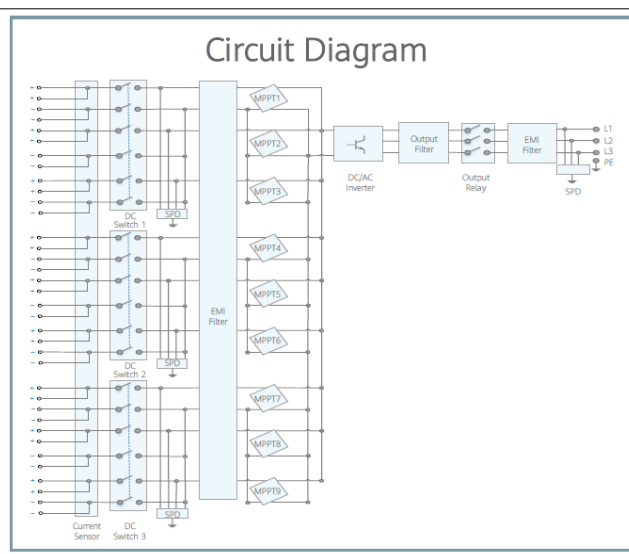 Circuit Diagram
MPPT1
MPPT2
MPPT3
SPD
DC
Switch 1
MPPT4
MPPT5
MPPT6
EMI
Filter
SPD
DC
Switch 2
MPPT7
MPPT8
MPPT9
SPD
Current
Sensor
DC
Switch 3
DC/AC
Inverter
Output
Filter
Output
Relay
EMI
Filter
L1
L2
L3
PE
SPD